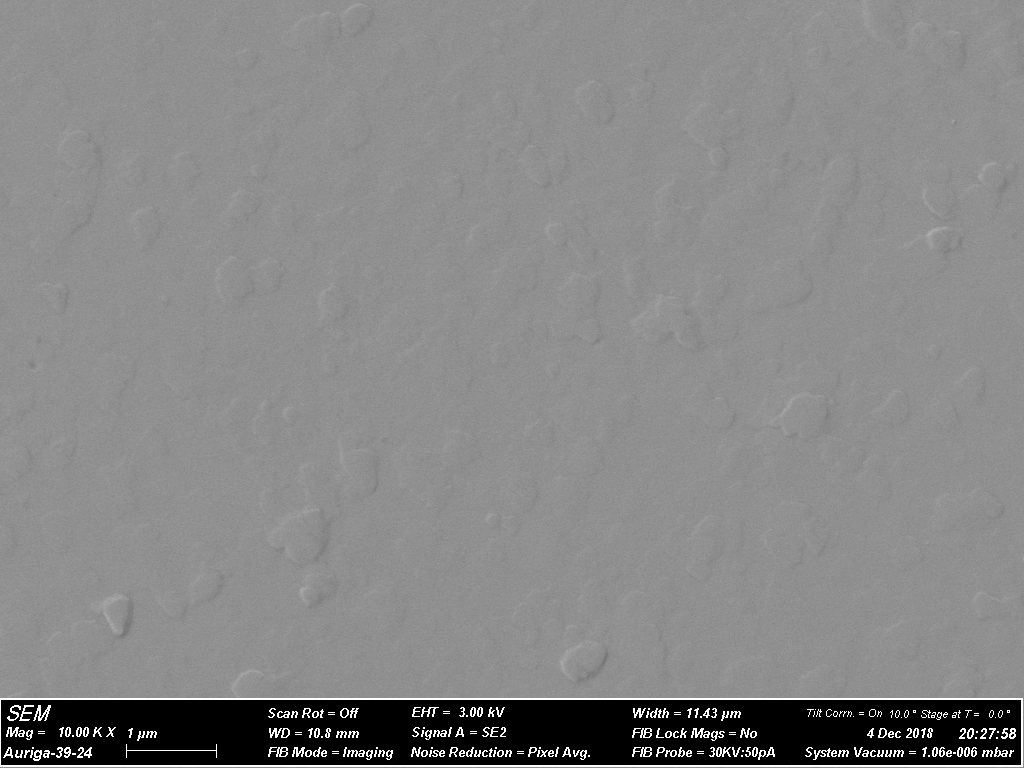 SEM
Mag = 10.00 K X 1 µm
Auriga-39-24
Scan Rot = Off
WD = 10.8 mm
FIB Mode = Imaging
EHT = 3.00 kV
Signal A = SE2
Noise Reduction = Pixel Avg.
Width = 11.43 µm
FIB Lock Mags = No
FIB Probe = 30KV:50pA
Tilt Corrn. = On 10.0 ° Stage at T = 0.0 °
4 Dec 2018 20:27:58
System Vacuum = 1.06e-006 mbar